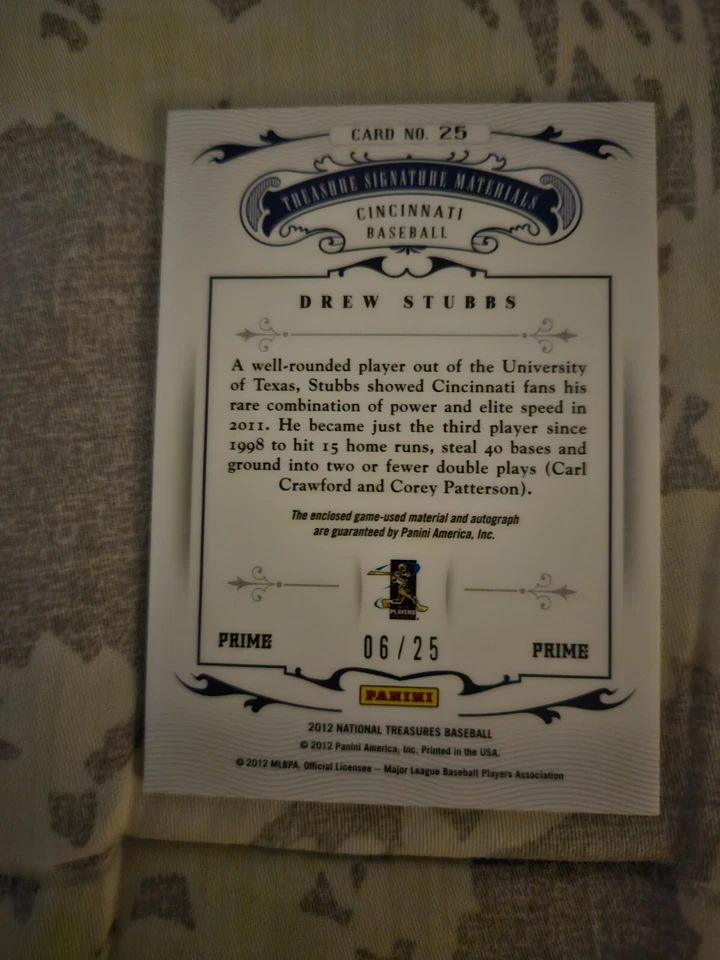 CARD NO. 25
TREASURE SIGNATURE MATERIALS
CINCINNATI
BASEBALL
DREW STUBBS
A well-rounded player out of the University
of Texas, Stubbs showed Cincinnati fans his
rare combination of power and elite speed in
2011. He became just the third player since
1998 to hit 15 home runs, steal 40 bases and
ground into two or fewer double plays (Carl
Crawford and Corey Patterson).
The enclosed game-used material and autograph
are guaranteed by Panini America, Inc.
PLAYERS
PRIME
06/25
PRIME
PANINI
2012 NATIONAL TREASURES BASEBALL
© 2012 Panini America, Inc. Printed in the USA.
© 2012 MLBPA. Official Licensee – Major League Baseball Players Association